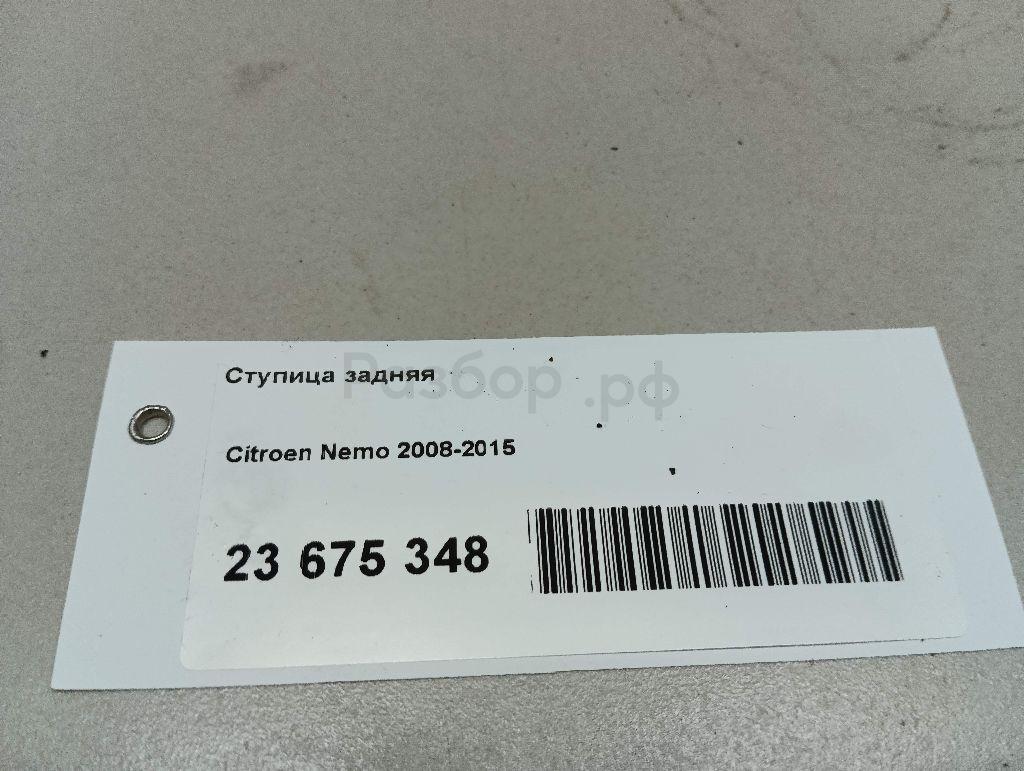 Ступица задняя
Разбор.рф
Citroen Nemo 2008-2015
23 675 348